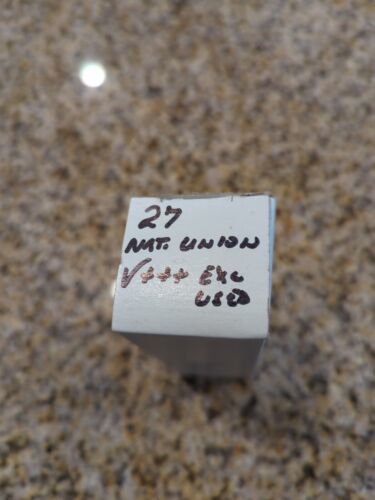 27
NAT. UNION
√+++ EXC
USED